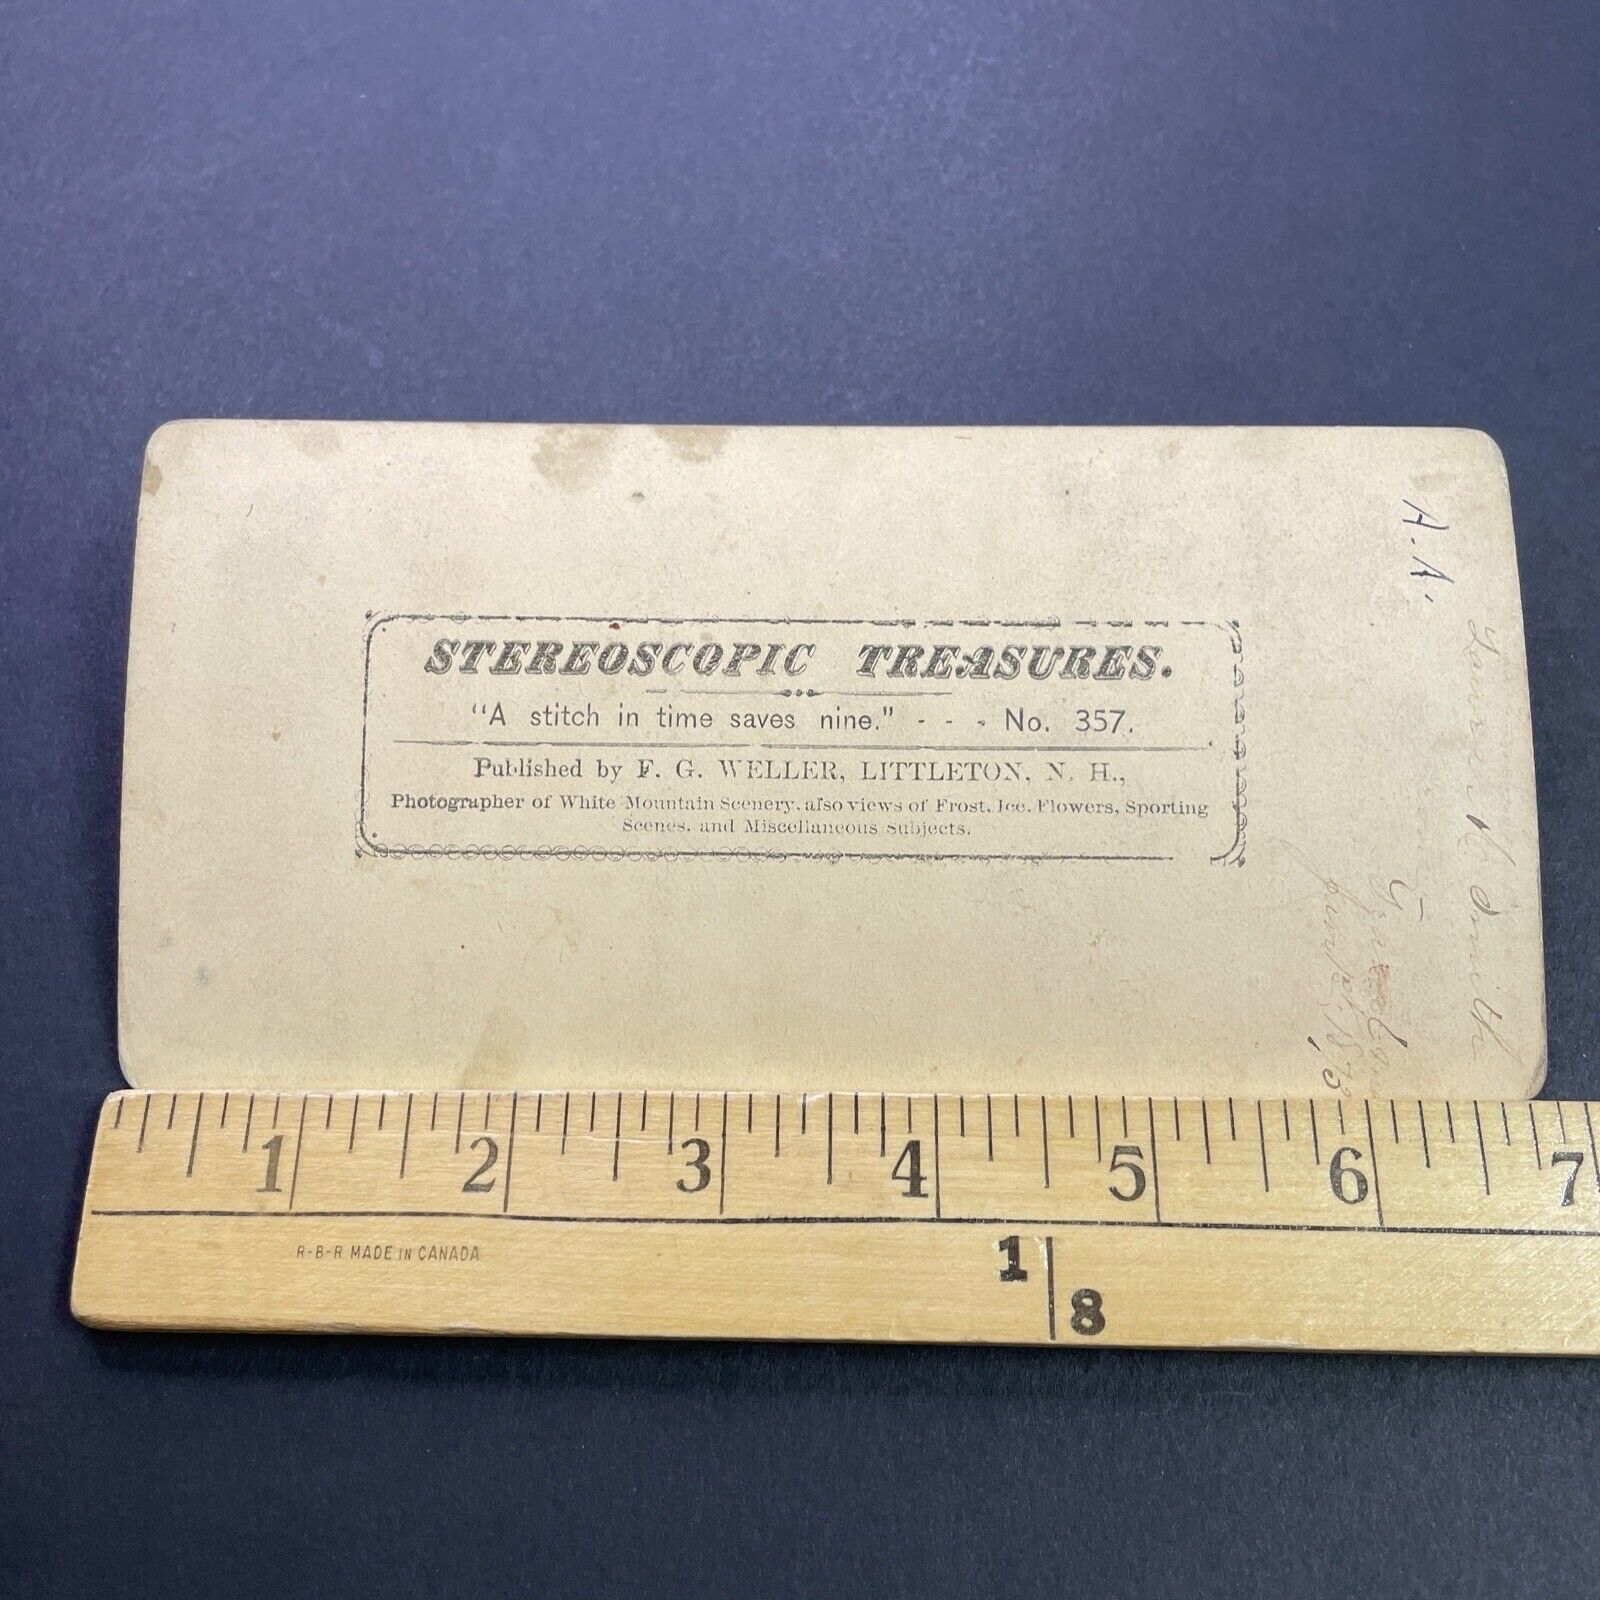 STEREOSCOPIC TREASURES.
"A stitch in time saves nine." - - - No. 357.
Published by F. G. WELLER, LITTLETON, N. H.,
Photographer of White Mountain Scenery, also views of Frost, Ice, Flowers, Sporting
Scenes, and Miscellaneous Subjects.
A. A.
Smith
1 2 3 4 5 6 7
R-B-R MADE IN CANADA
1 8